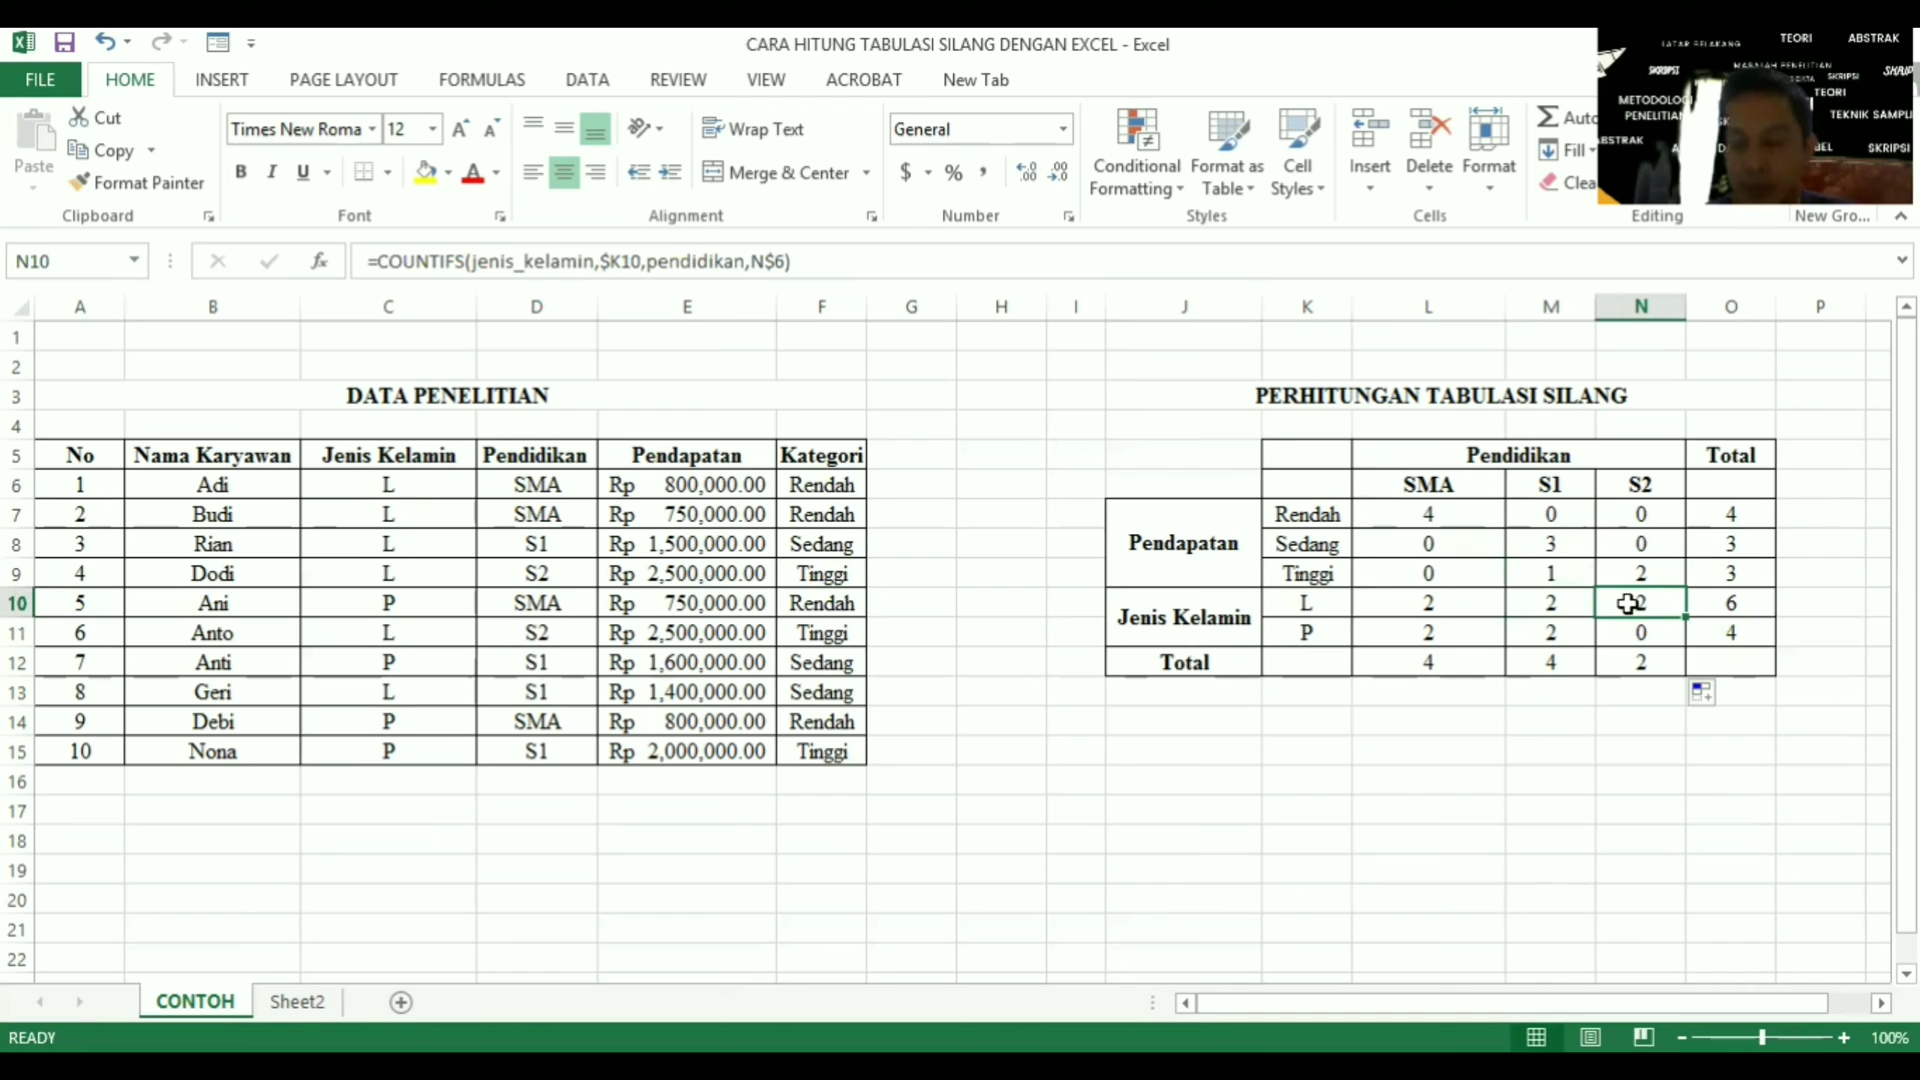 CARA HITUNG TABULASI SILANG DENGAN EXCEL - Excel
FILE HOME INSERT PAGE LAYOUT FORMULAS DATA REVIEW VIEW ACROBAT New Tab
Cut
Copy
Format Painter
Paste
Clipboard
Times New Roma 12
B I U A
Font
Wrap Text
Merge & Center
Alignment
General
$ % ,
Number
Conditional Formatting
Format as Table
Cell Styles
Styles
Insert Delete Format
Cells
Auto
Fill
Clea
Editing
New Gro...
LATAR BELAKANG TEORI ABSTRAK
SKRIPSI MASALAH PENELITIAN SKRIP
TEORI SKRIPSI
METODOLOGI
PENELITIAN TEKNIK SAMPL
ABSTRAK SKRIPSI
N10 fx =COUNTIFS(jenis_kelamin,$K10,pendidikan,N$6)
A B C D E F G H I J K L M N O P
1
2
3 DATA PENELITIAN PERHITUNGAN TABULASI SILANG
4
5 No Nama Karyawan Jenis Kelamin Pendidikan Pendapatan Kategori Pendidikan Total
6 1 Adi L SMA Rp 800,000.00 Rendah SMA S1 S2
7 2 Budi L SMA Rp 750,000.00 Rendah Rendah 4 0 0 4
8 3 Rian L S1 Rp 1,500,000.00 Sedang Pendapatan Sedang 0 3 0 3
9 4 Dodi L S2 Rp 2,500,000.00 Tinggi Tinggi 0 1 2 3
10 5 Ani P SMA Rp 750,000.00 Rendah L 2 2 2 6
11 6 Anto L S2 Rp 2,500,000.00 Tinggi Jenis Kelamin P 2 2 0 4
12 7 Anti P S1 Rp 1,600,000.00 Sedang Total 4 4 2
13 8 Geri L S1 Rp 1,400,000.00 Sedang
14 9 Debi P SMA Rp 800,000.00 Rendah
15 10 Nona P S1 Rp 2,000,000.00 Tinggi
16
17
18
19
20
21
22
CONTOH Sheet2
READY 100%